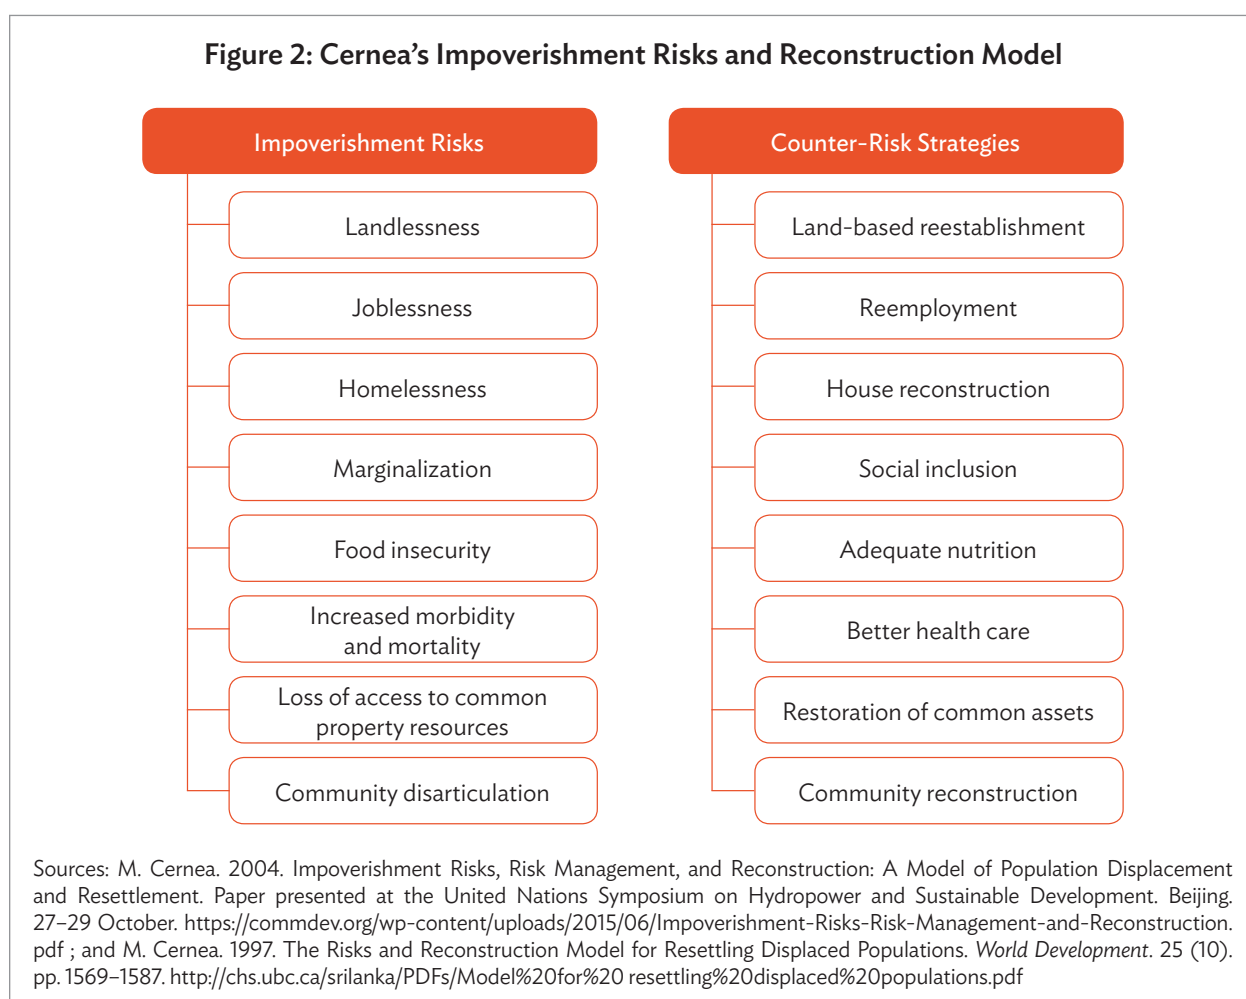 Figure 2: Cernea’s Impoverishment Risks and Reconstruction Model
Impoverishment Risks
Landlessness
Joblessness
Homelessness
Marginalization
Food insecurity
Increased morbidity
and mortality
Loss of access to common
property resources
Community disarticulation
Counter-Risk Strategies
Land-based reestablishment
Reemployment
House reconstruction
Social inclusion
Adequate nutrition
Better health care
Restoration of common assets
Community reconstruction
Sources: M. Cernea. 2004. Impoverishment Risks, Risk Management, and Reconstruction: A Model of Population Displacement
and Resettlement. Paper presented at the United Nations Symposium on Hydropower and Sustainable Development. Beijing.
27–29 October. https://commdev.org/wp-content/uploads/2015/06/Impoverishment-Risks-Risk-Management-and-Reconstruction.
pdf ; and M. Cernea. 1997. The Risks and Reconstruction Model for Resettling Displaced Populations. World Development. 25 (10).
pp. 1569–1587. http://chs.ubc.ca/srilanka/PDFs/Model%20for%20 resettling%20displaced%20populations.pdf